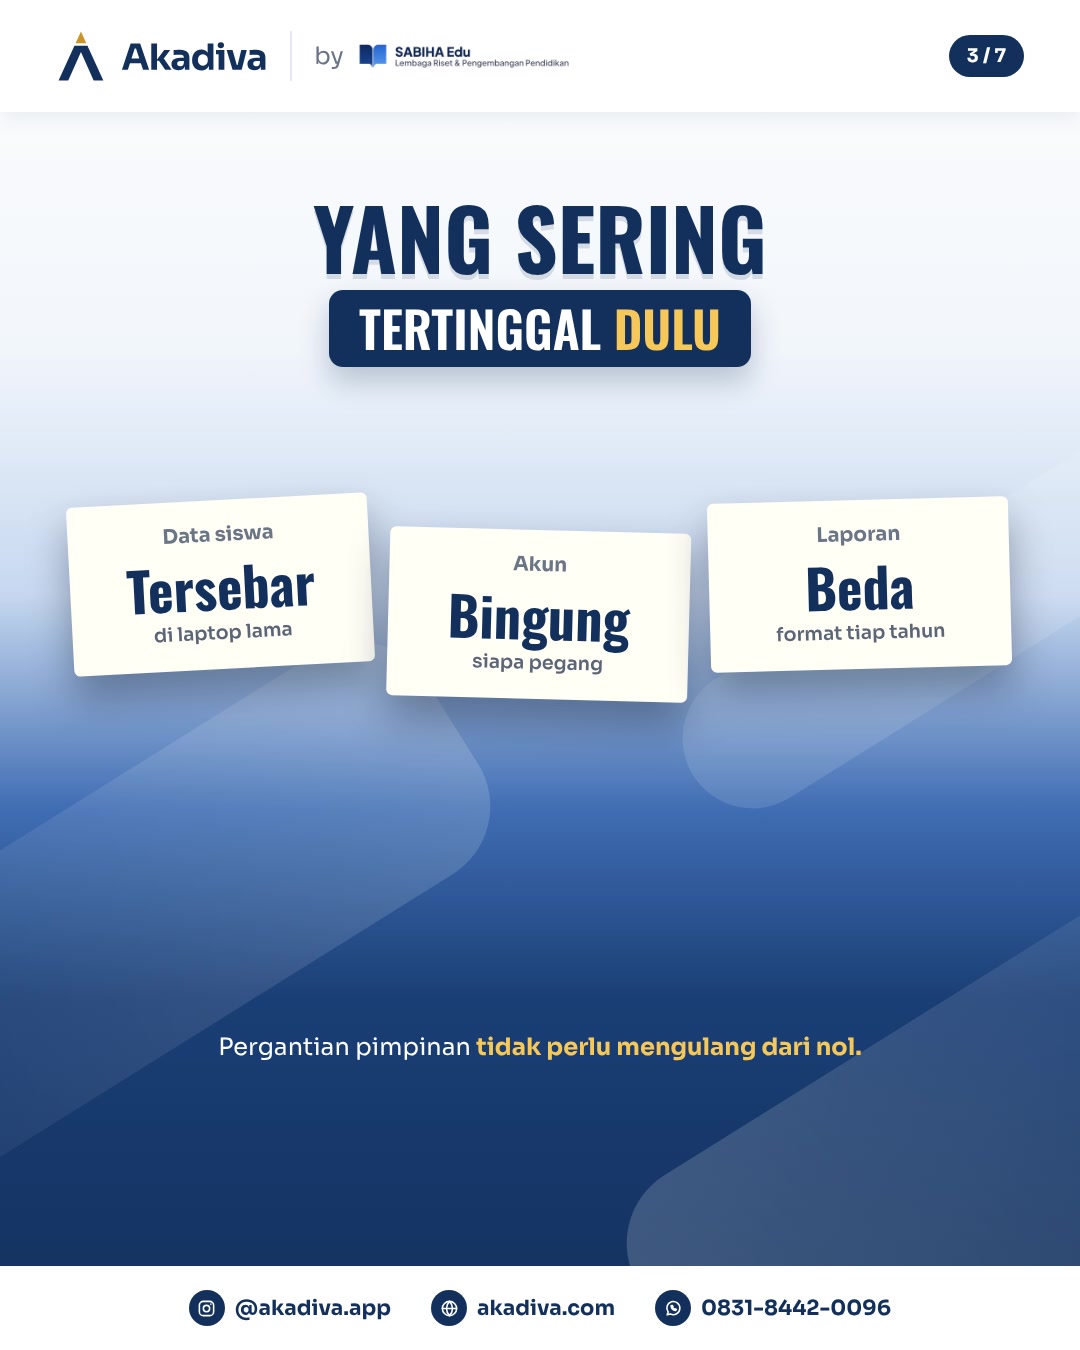 Akadiva
by
SABIHA Edu
Lembaga Riset & Pengembangan Pendidikan
3 / 7
YANG SERING
TERTINGGAL DULU
Data siswa
Tersebar
di laptop lama
Akun
Bingung
siapa pegang
Laporan
Beda
format tiap tahun
Pergantian pimpinan tidak perlu mengulang dari nol.
@akadiva.app
akadiva.com
0831-8442-0096